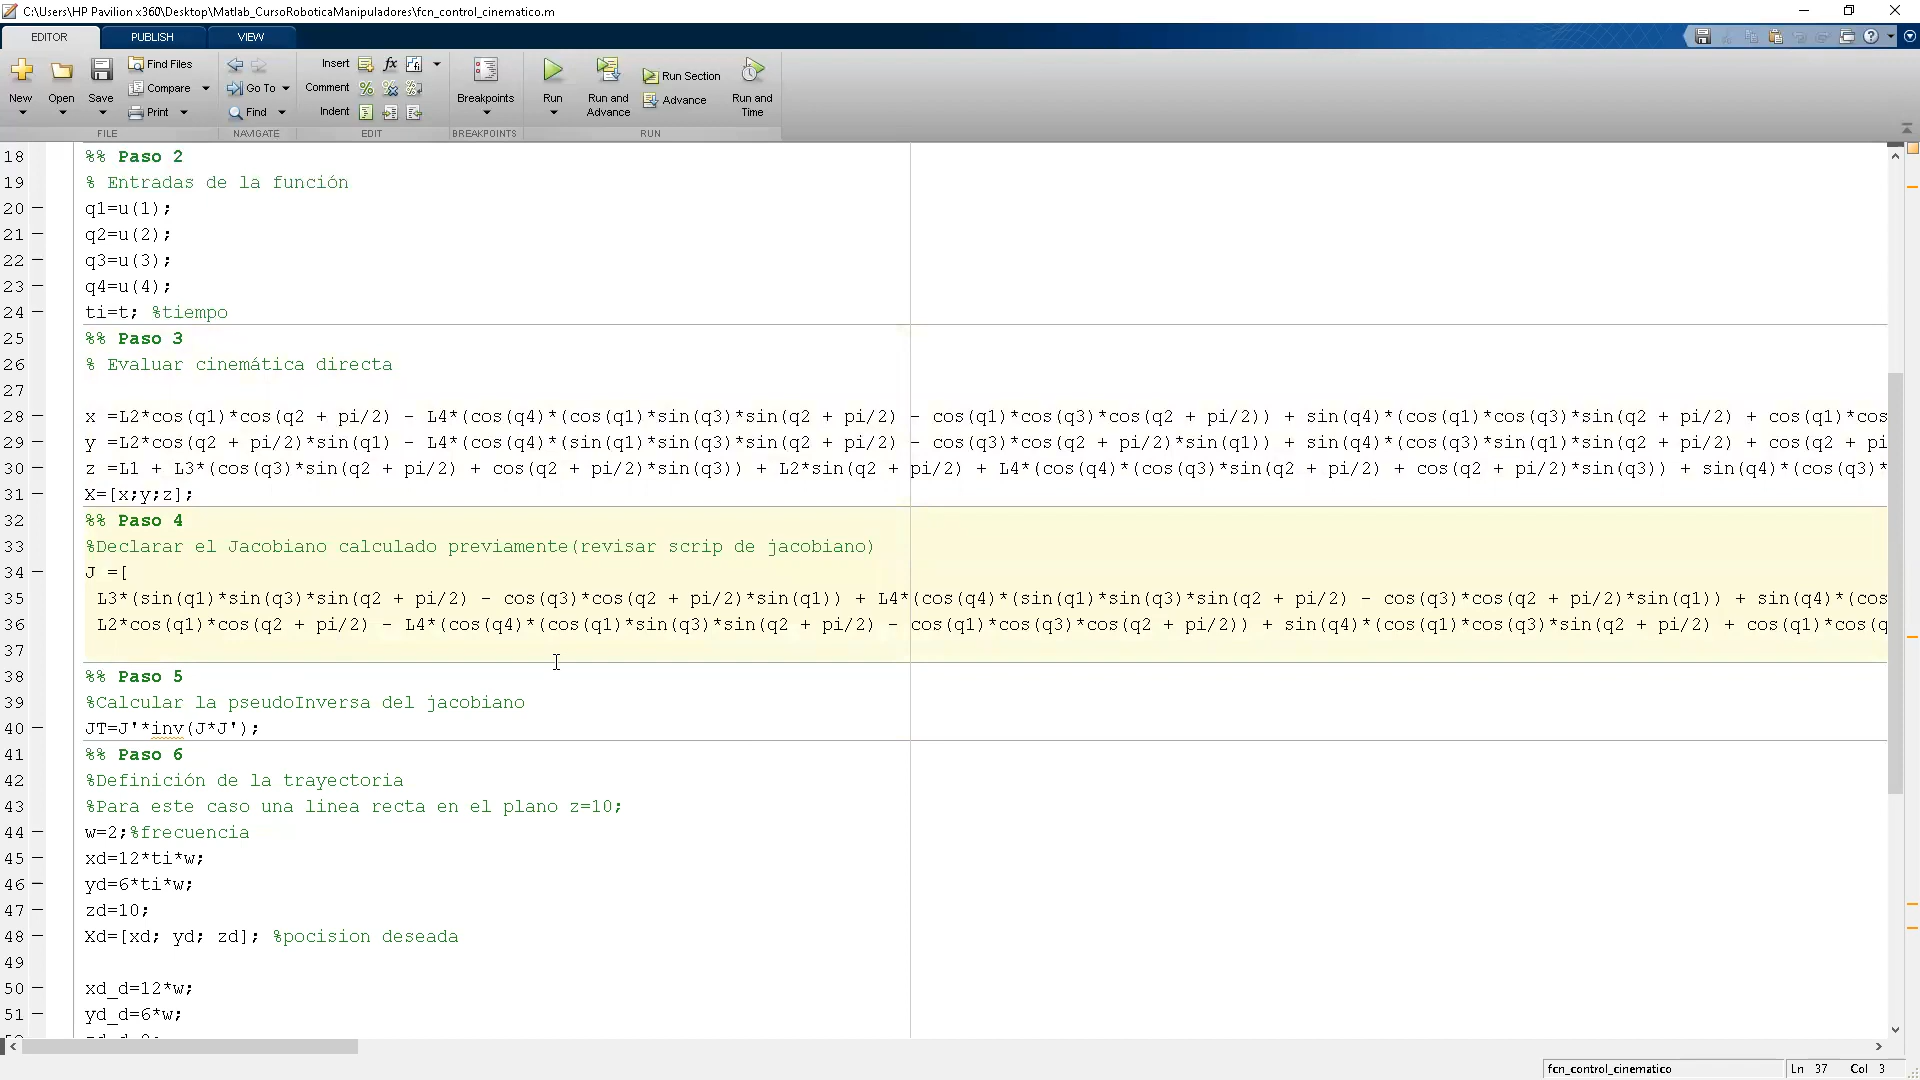 C:\Users\HP Pavilion x360\Desktop\Matlab_CursoRoboticaManipuladores\fcn_control_cinematico.m
EDITOR PUBLISH VIEW
New Open Save Find Files Compare Print
Go To Find
Insert Comment Indent
Breakpoints
Run Run and Advance Run Section Advance Run and Time
FILE NAVIGATE EDIT BREAKPOINTS RUN
18 %% Paso 2
19 % Entradas de la función
20 q1=u(1);
21 q2=u(2);
22 q3=u(3);
23 q4=u(4);
24 ti=t; %tiempo
25 %% Paso 3
26 % Evaluar cinemática directa
27
28 x =L2*cos(q1)*cos(q2 + pi/2) - L4*(cos(q4)*(cos(q1)*sin(q3)*sin(q2 + pi/2) - cos(q1)*cos(q3)*cos(q2 + pi/2)) + sin(q4)*(cos(q1)*cos(q3)*sin(q2 + pi/2) + cos(q1)*cos
29 y =L2*cos(q2 + pi/2)*sin(q1) - L4*(cos(q4)*(sin(q1)*sin(q3)*sin(q2 + pi/2) - cos(q3)*cos(q2 + pi/2)*sin(q1)) + sin(q4)*(cos(q3)*sin(q1)*sin(q2 + pi/2) + cos(q2 + pi
30 z =L1 + L3*(cos(q3)*sin(q2 + pi/2) + cos(q2 + pi/2)*sin(q3)) + L2*sin(q2 + pi/2) + L4*(cos(q4)*(cos(q3)*sin(q2 + pi/2) + cos(q2 + pi/2)*sin(q3)) + sin(q4)*(cos(q3)*
31 X=[x;y;z];
32 %% Paso 4
33 %Declarar el Jacobiano calculado previamente(revisar scrip de jacobiano)
34 J =[
35 L3*(sin(q1)*sin(q3)*sin(q2 + pi/2) - cos(q3)*cos(q2 + pi/2)*sin(q1)) + L4*(cos(q4)*(sin(q1)*sin(q3)*sin(q2 + pi/2) - cos(q3)*cos(q2 + pi/2)*sin(q1)) + sin(q4)*(cos
36 L2*cos(q1)*cos(q2 + pi/2) - L4*(cos(q4)*(cos(q1)*sin(q3)*sin(q2 + pi/2) - cos(q1)*cos(q3)*cos(q2 + pi/2)) + sin(q4)*(cos(q1)*cos(q3)*sin(q2 + pi/2) + cos(q1)*cos(q
37
38 %% Paso 5
39 %Calcular la pseudoInversa del jacobiano
40 JT=J'*inv(J*J');
41 %% Paso 6
42 %Definición de la trayectoria
43 %Para este caso una linea recta en el plano z=10;
44 w=2;%frecuencia
45 xd=12*ti*w;
46 yd=6*ti*w;
47 zd=10;
48 Xd=[xd; yd; zd]; %pocision deseada
49
50 xd_d=12*w;
51 yd_d=6*w;
fcn_control_cinematico Ln 37 Col 3